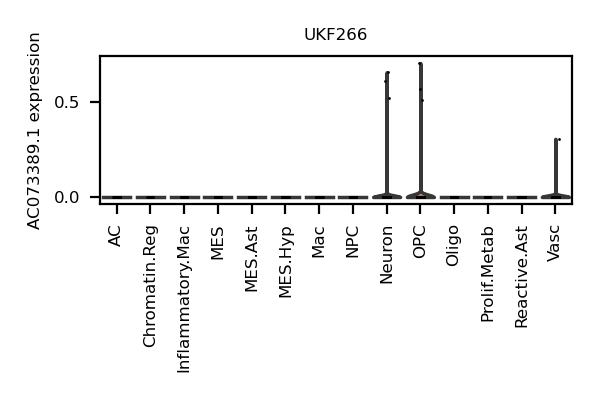 UKF266
AC073389.1 expression
0.5
0.0
AC
Chromatin.Reg
Inflammatory.Mac
MES
MES.Ast
MES.Hyp
Mac
NPC
Neuron
OPC
Oligo
Prolif.Metab
Reactive.Ast
Vasc